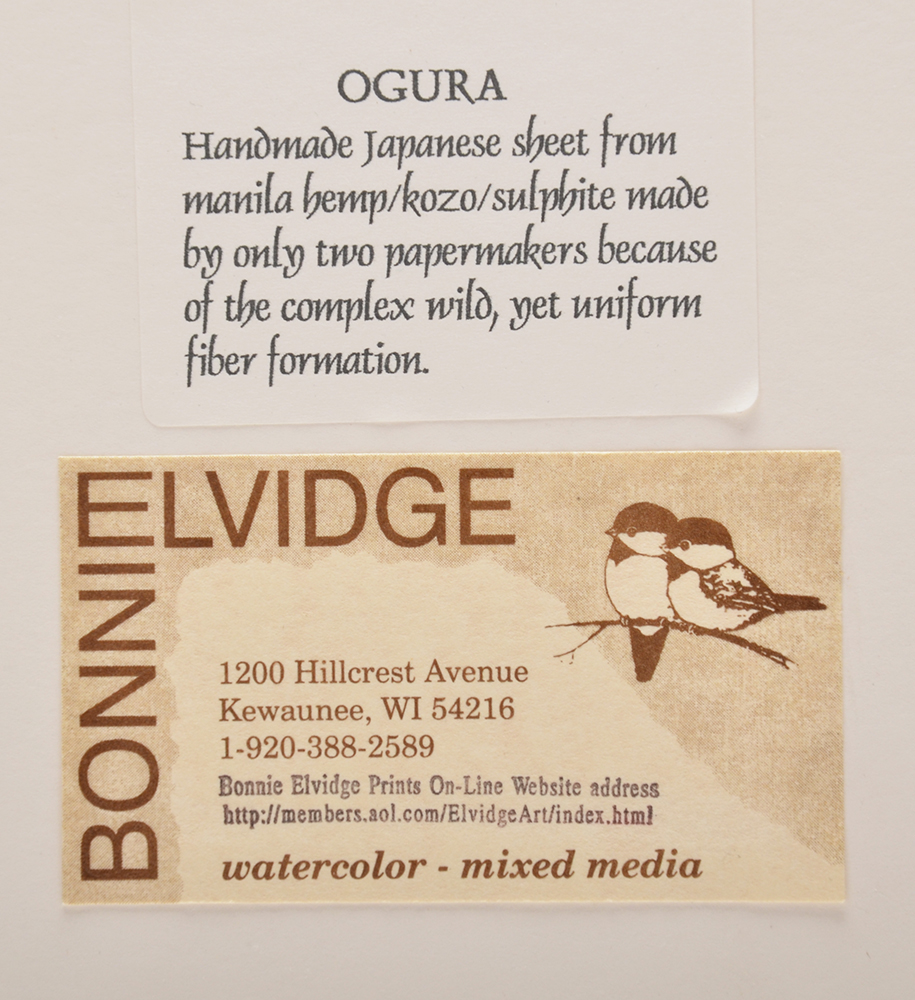 OGURA
Handmade Japanese sheet from
manila hemp/kozo/sulphite made
by only two papermakers because
of the complex wild, yet uniform
fiber formation.
BONNIE
ELVIDGE
1200 Hillcrest Avenue
Kewaunee, WI 54216
1-920-388-2589
Bonnie Elvidge Prints On-Line Website address
http://members.aol.com/ElvidgeArt/index.html
watercolor - mixed media